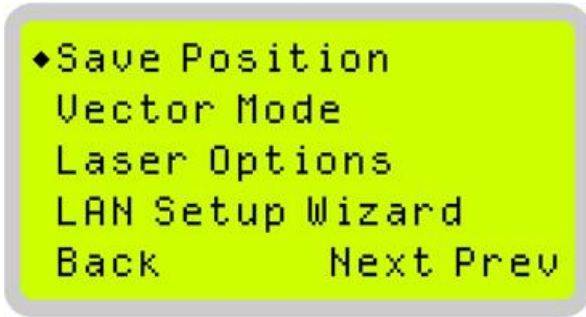 ◆Save Position
Vector Mode
Laser Options
LAN Setup Wizard
Back Next Prev